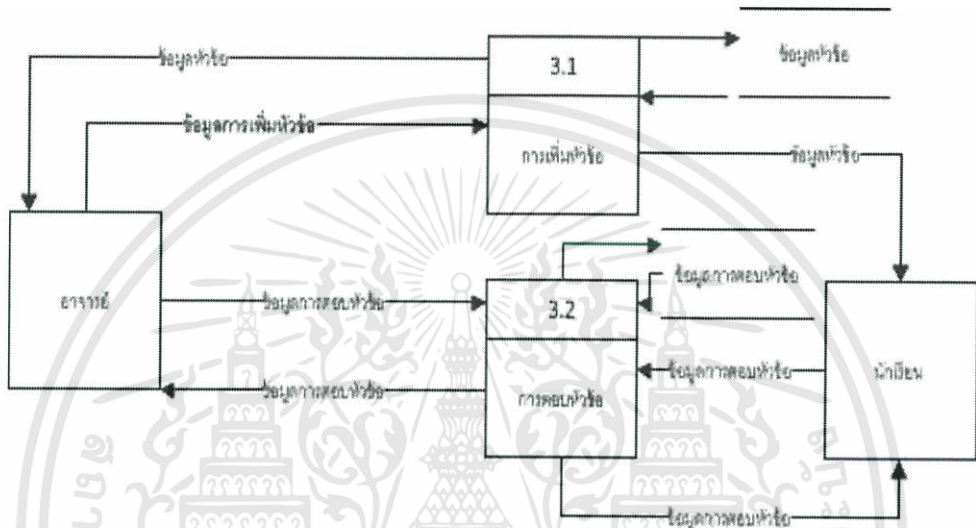 ข้อมูลหัวข้อ
3.1
ข้อมูลหัวข้อ
ข้อมูลการเพิ่มหัวข้อ
การเพิ่มหัวข้อ
ข้อมูลหัวข้อ
อาจารย์
ข้อมูลการตอบหัวข้อ
3.2
ข้อมูลการตอบหัวข้อ
ข้อมูลการตอบหัวข้อ
การตอบหัวข้อ
ข้อมูลการตอบหัวข้อ
นักเรียน
ข้อมูลการตอบหัวข้อ